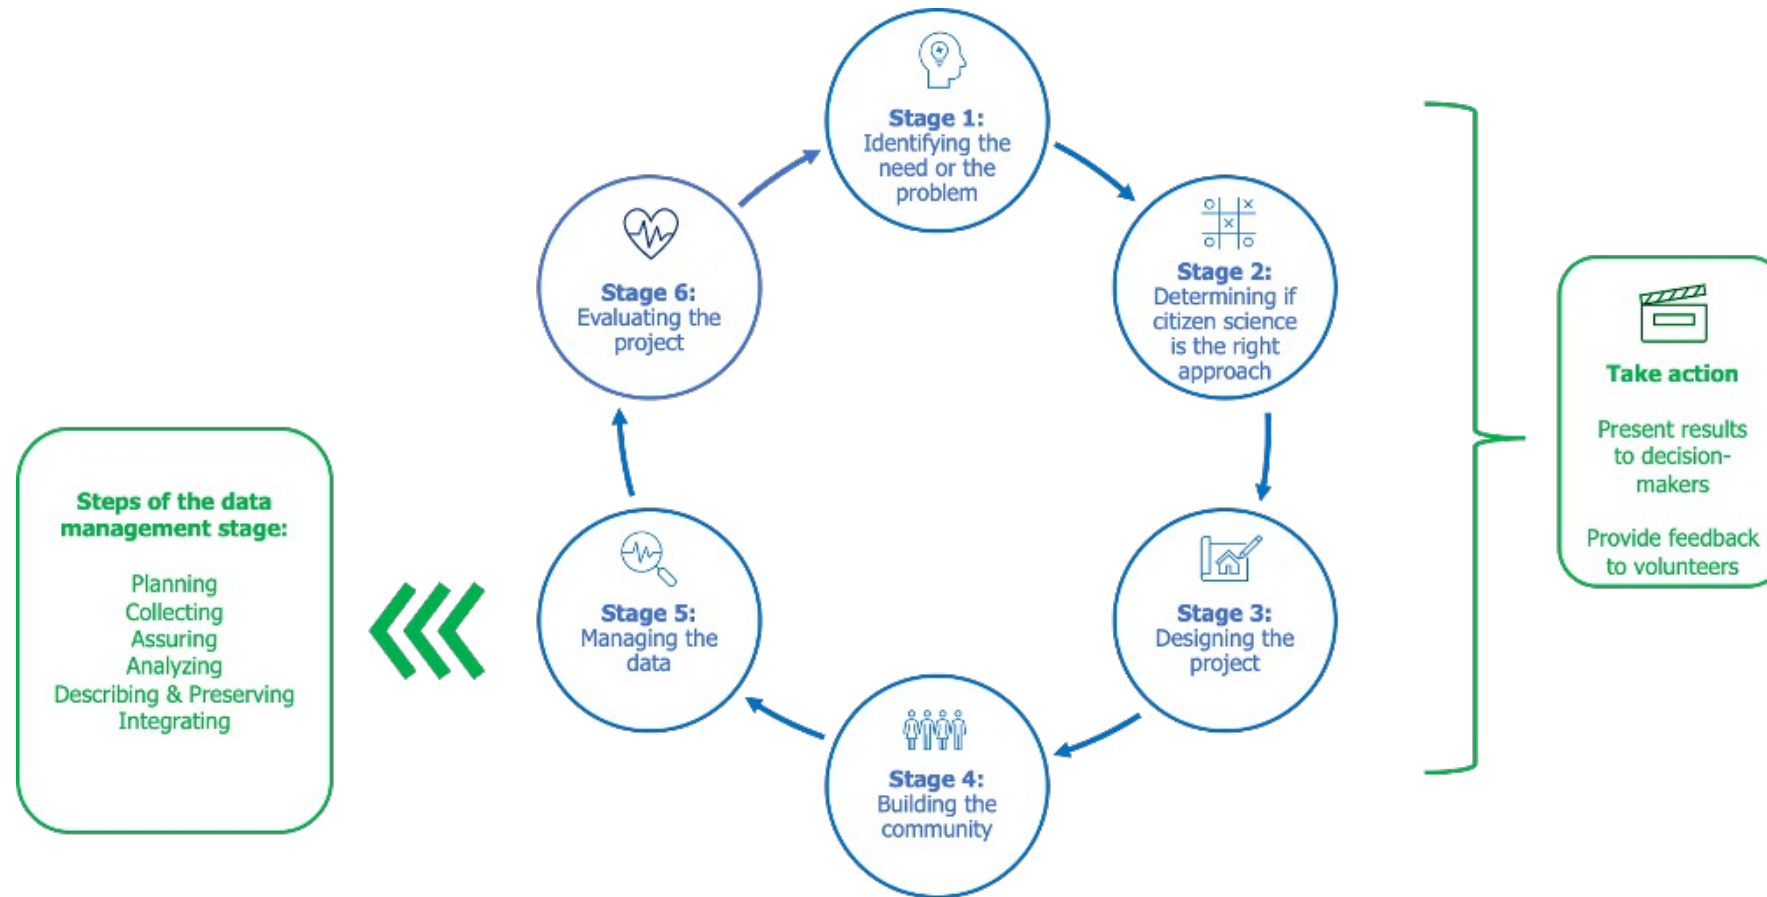 Stage 1:
Identifying the
need or the
problem
Stage 2:
Determining if
citizen science
is the right
approach
Stage 3:
Designing the
project
Stage 4:
Building the
community
Stage 5:
Managing the
data
Stage 6:
Evaluating the
project
Steps of the data
management stage:
Planning
Collecting
Assuring
Analyzing
Describing & Preserving
Integrating
Take action
Present results
to decision-
makers
Provide feedback
to volunteers